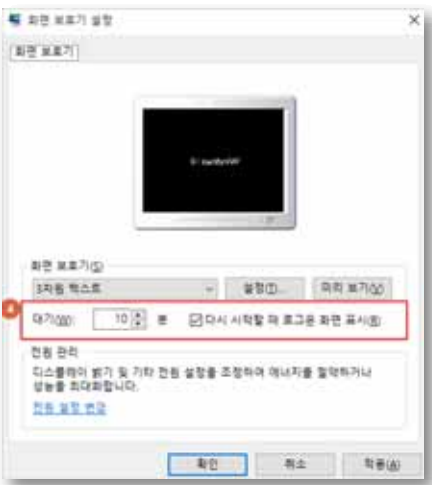 화면 보호기 설정
화면 보호기
화면 보호기(S)
3차원 텍스트 설정(T)... 미리 보기(V)
대기(W): 10 분 다시 시작할 때 로그온 화면 표시(R)
전원 관리
디스플레이 밝기 및 기타 전원 설정을 조정하여 에너지를 절약하거나
성능을 최대화합니다.
전원 설정 변경
확인 취소 적용(A)